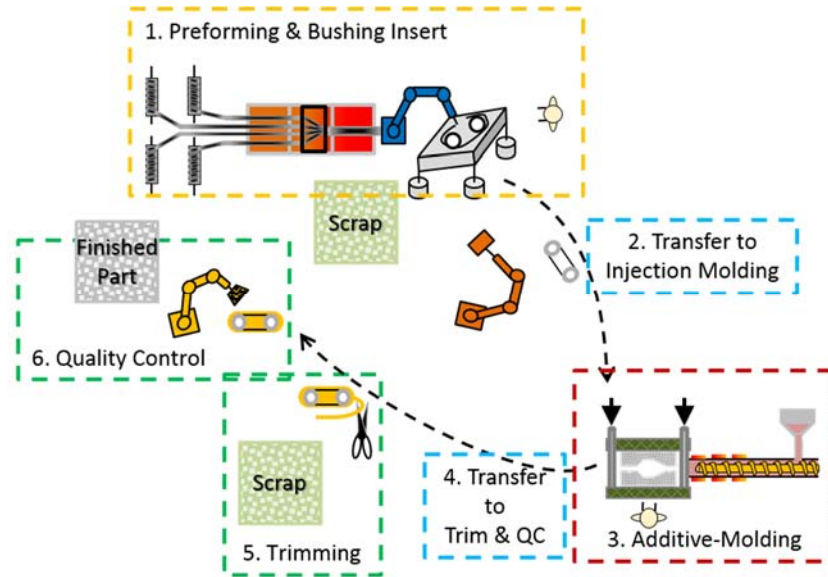 1. Preforming & Bushing Insert
Scrap
2. Transfer to
Injection Molding
Finished
Part
6. Quality Control
Scrap
5. Trimming
4. Transfer
to
Trim & QC
3. Additive-Molding